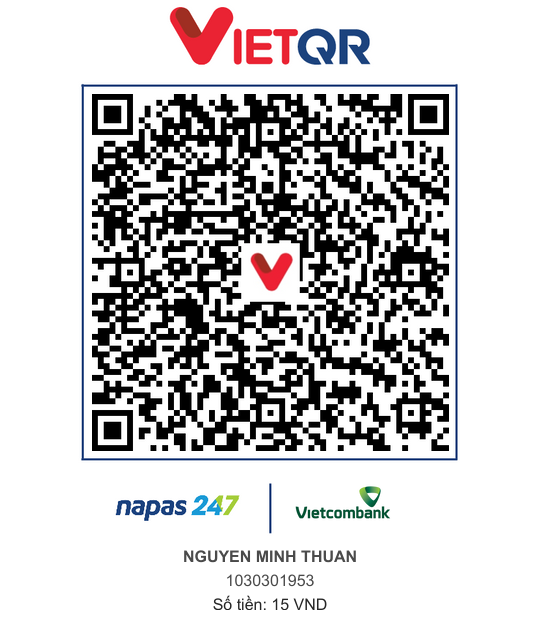 VIETQR
napas 247
Vietcombank
NGUYEN MINH THUAN
1030301953
Số tiền: 15 VND